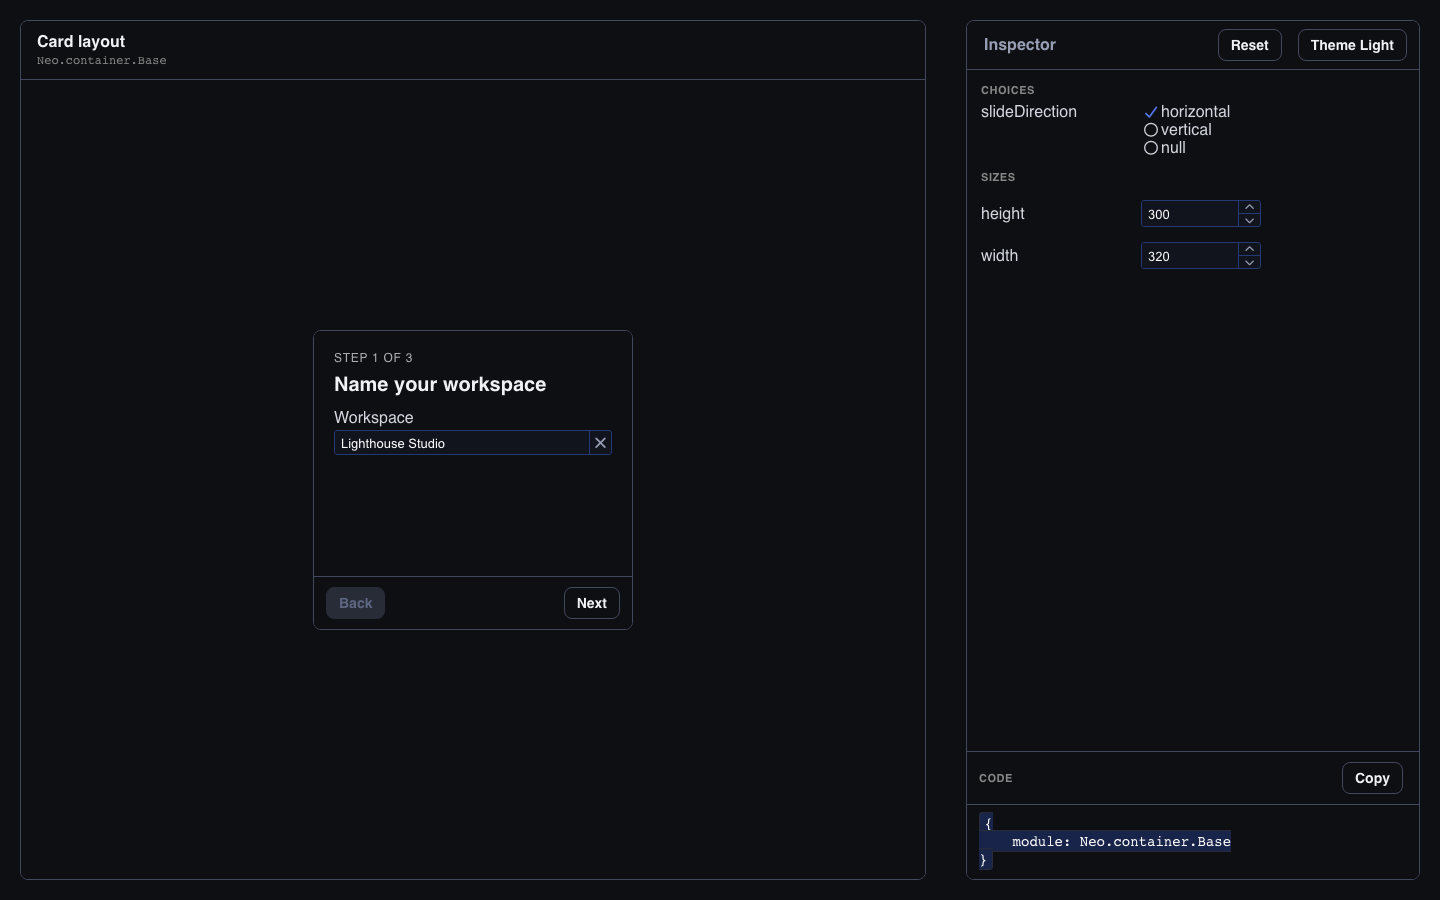 Card layout
Neo.container.Base
STEP 1 OF 3
Name your workspace
Workspace
Lighthouse Studio
Back
Next
Inspector
Reset
Theme Light
CHOICES
slideDirection
horizontal
vertical
null
SIZES
height
300
width
320
CODE
Copy
{
module: Neo.container.Base
}